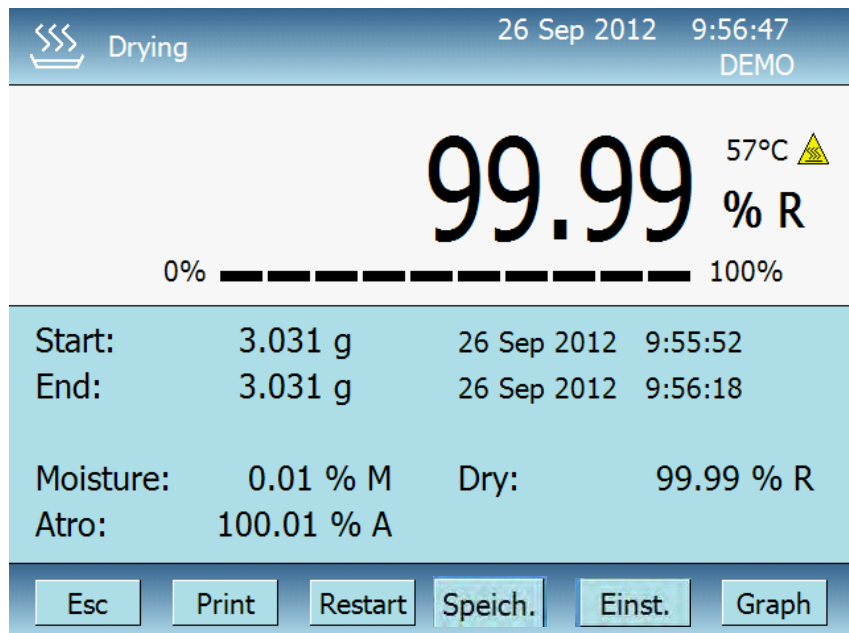 Drying 26 Sep 2012 9:56:47
DEMO
57°C
99.99 % R
0% 100%
Start: 3.031 g 26 Sep 2012 9:55:52
End: 3.031 g 26 Sep 2012 9:56:18
Moisture: 0.01 % M Dry: 99.99 % R
Atro: 100.01 % A
Esc Print Restart Speich. Einst. Graph